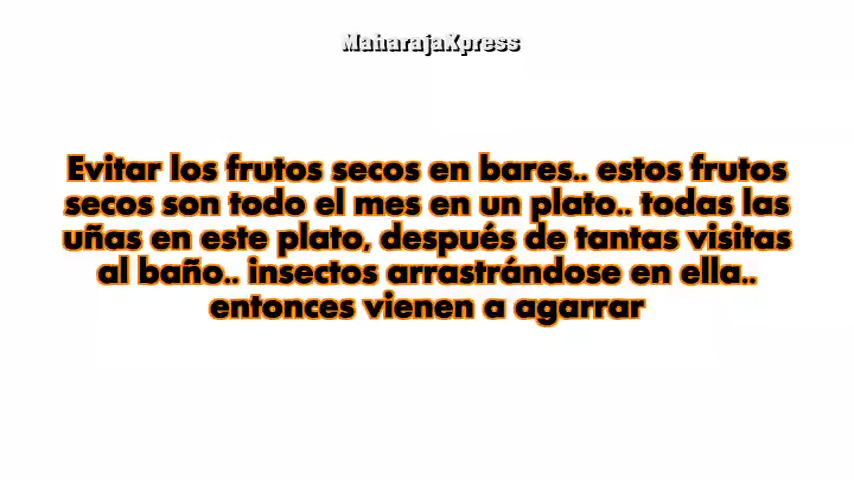 MaharajaXpress
Evitar los frutos secos en bares.. estos frutos
secos son todo el mes en un plato.. todas las
uñas en este plato, después de tantas visitas
al baño.. insectos arrastrándose en ella..
entonces vienen a agarrar